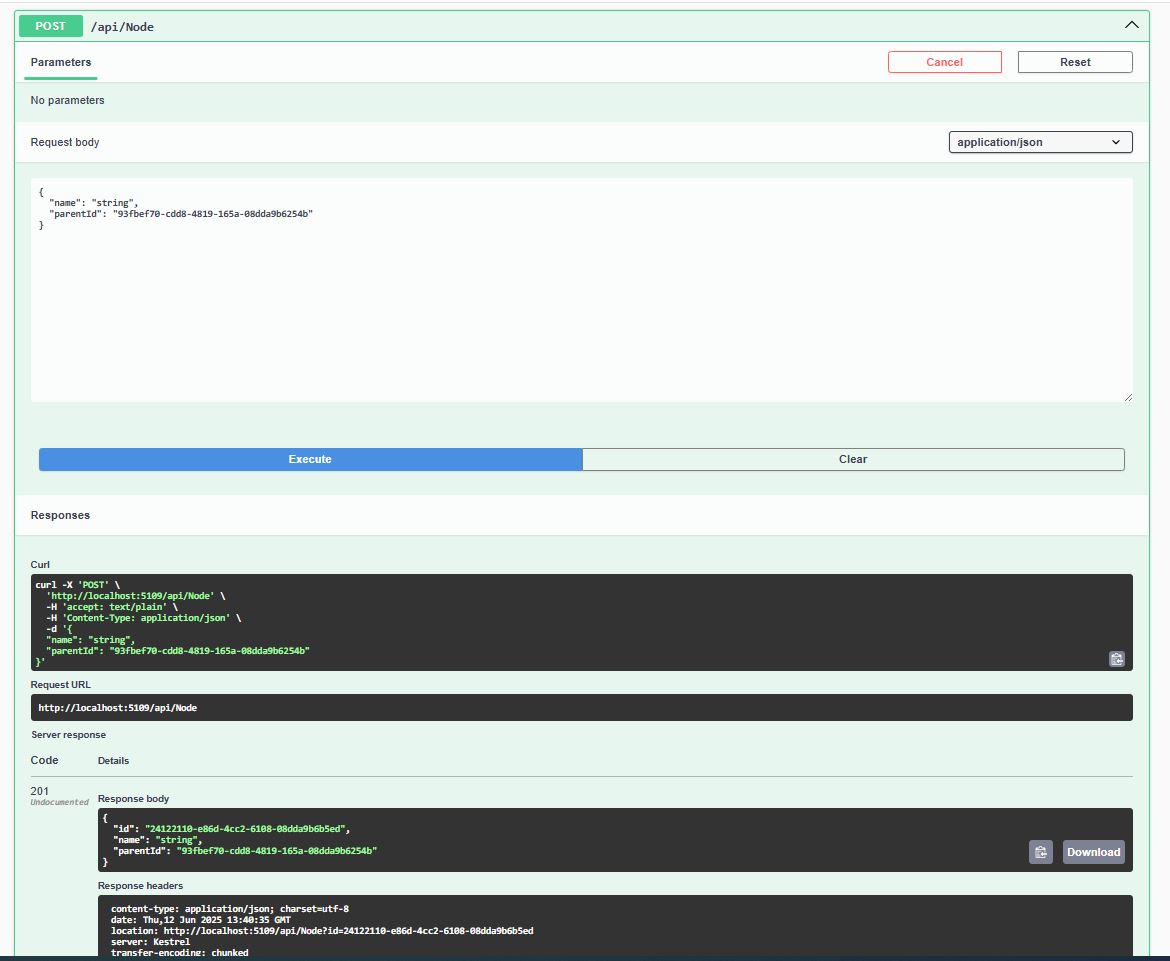 POST /api/Node
Parameters Cancel Reset
No parameters
Request body application/json
{
  "name": "string",
  "parentId": "93fbef70-cdd8-4819-165a-08dda9b6254b"
}
Execute Clear
Responses
Curl
curl -X 'POST' \
  'http://localhost:5109/api/Node' \
  -H 'accept: text/plain' \
  -H 'Content-Type: application/json' \
  -d '{
  "name": "string",
  "parentId": "93fbef70-cdd8-4819-165a-08dda9b6254b"
}'
Request URL
http://localhost:5109/api/Node
Server response
Code Details
201
Undocumented
Response body
{
  "id": "24122110-e86d-4cc2-6108-08dda9b6b5ed",
  "name": "string",
  "parentId": "93fbef70-cdd8-4819-165a-08dda9b6254b"
}
Download
Response headers
content-type: application/json; charset=utf-8
date: Thu,12 Jun 2025 13:40:35 GMT
location: http://localhost:5109/api/Node?id=24122110-e86d-4cc2-6108-08dda9b6b5ed
server: Kestrel
transfer-encoding: chunked